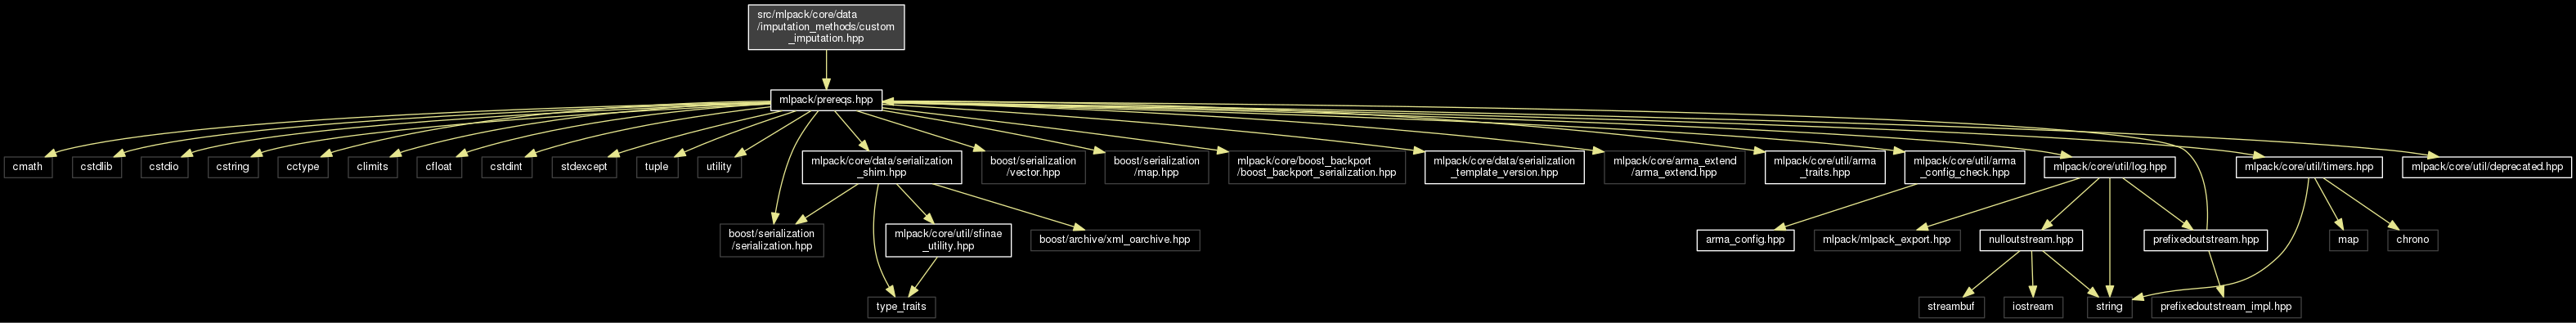 src/mlpack/core/data
/imputation_methods/custom
_imputation.hpp
mlpack/prereqs.hpp
cmath
cstdlib
cstdio
cstring
cctype
climits
cfloat
cstdint
stdexcept
tuple
utility
mlpack/core/data/serialization
_shim.hpp
boost/serialization
/vector.hpp
boost/serialization
/map.hpp
mlpack/core/boost_backport
/boost_backport_serialization.hpp
mlpack/core/data/serialization
_template_version.hpp
mlpack/core/arma_extend
/arma_extend.hpp
mlpack/core/util/arma
_traits.hpp
mlpack/core/util/arma
_config_check.hpp
mlpack/core/util/log.hpp
mlpack/core/util/timers.hpp
mlpack/core/util/deprecated.hpp
boost/serialization
/serialization.hpp
mlpack/core/util/sfinae
_utility.hpp
boost/archive/xml_oarchive.hpp
arma_config.hpp
mlpack/mlpack_export.hpp
nulloutstream.hpp
prefixedoutstream.hpp
map
chrono
type_traits
streambuf
iostream
string
prefixedoutstream_impl.hpp